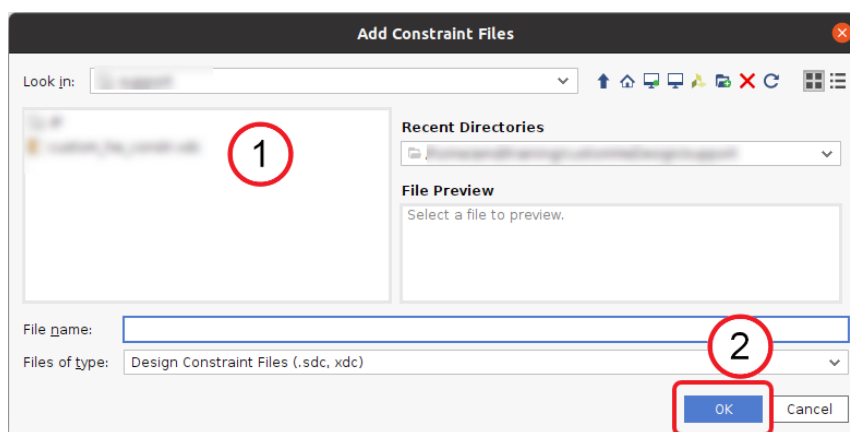 Add Constraint Files
Look in:
1
Recent Directories
File Preview
Select a file to preview.
File name:
2
Files of type: Design Constraint Files (.sdc, xdc)
OK Cancel